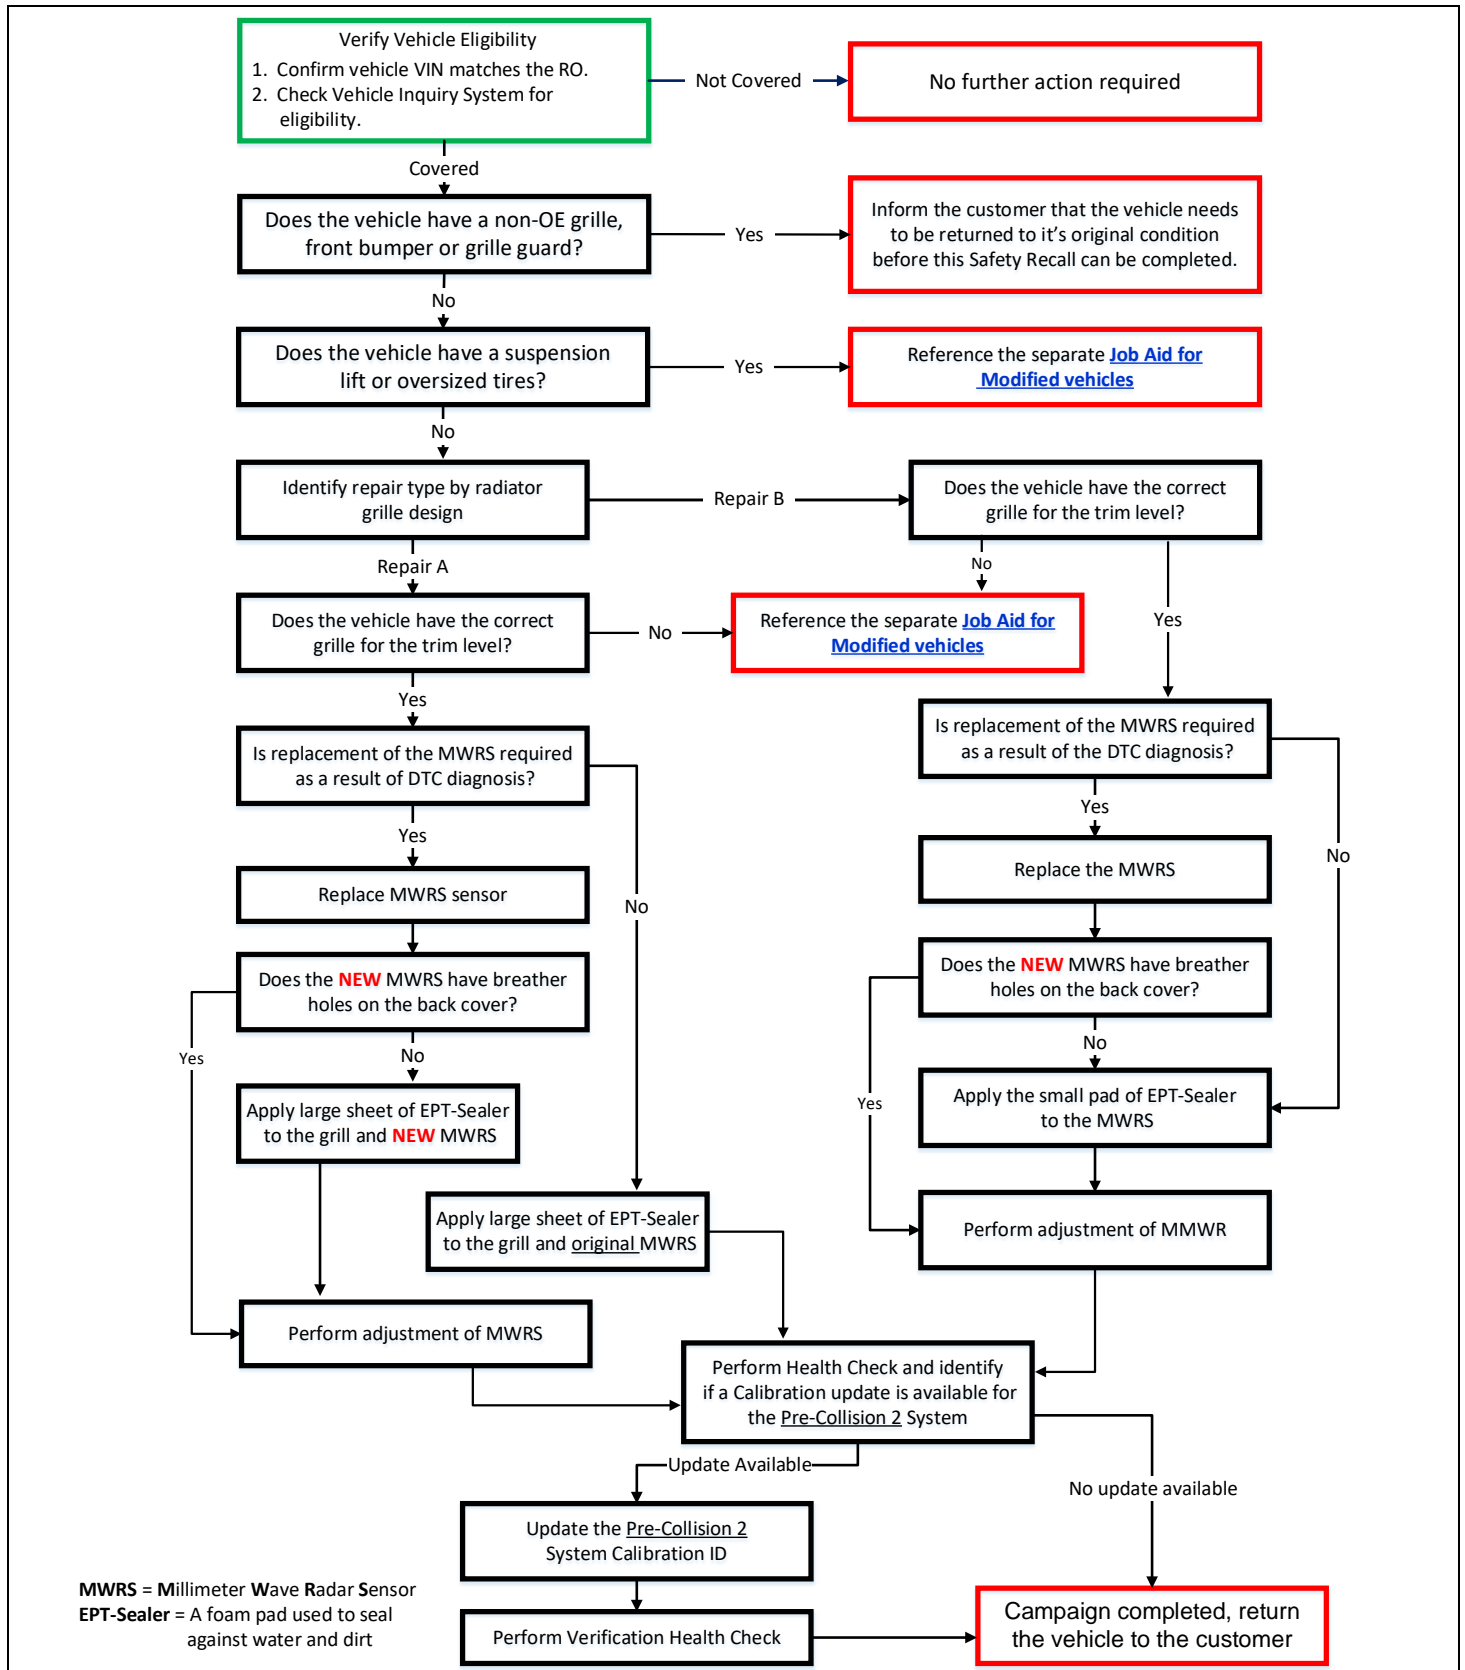 Verify Vehicle Eligibility
1. Confirm vehicle VIN matches the RO.
2. Check Vehicle Inquiry System for
eligibility.
Not Covered
No further action required
Covered
Does the vehicle have a non-OE grille,
front bumper or grille guard?
Yes
Inform the customer that the vehicle needs
to be returned to it's original condition
before this Safety Recall can be completed.
No
Does the vehicle have a suspension
lift or oversized tires?
Yes
Reference the separate Job Aid for
Modified vehicles
No
Identify repair type by radiator
grille design
Repair B
Does the vehicle have the correct
grille for the trim level?
Repair A
No
Does the vehicle have the correct
grille for the trim level?
No
Reference the separate Job Aid for
Modified vehicles
Yes
Yes
Is replacement of the MWRS required
as a result of DTC diagnosis?
Is replacement of the MWRS required
as a result of the DTC diagnosis?
Yes
Yes
No
Replace MWRS sensor
No
Replace the MWRS
Does the NEW MWRS have breather
holes on the back cover?
Does the NEW MWRS have breather
holes on the back cover?
Yes
No
No
Yes
Apply large sheet of EPT-Sealer
to the grill and NEW MWRS
Apply the small pad of EPT-Sealer
to the MWRS
Apply large sheet of EPT-Sealer
to the grill and original MWRS
Perform adjustment of MMWR
Perform adjustment of MWRS
Perform Health Check and identify
if a Calibration update is available for
the Pre-Collision 2 System
Update Available
No update available
Update the Pre-Collision 2
System Calibration ID
MWRS = Millimeter Wave Radar Sensor
EPT-Sealer = A foam pad used to seal
against water and dirt
Perform Verification Health Check
Campaign completed, return
the vehicle to the customer